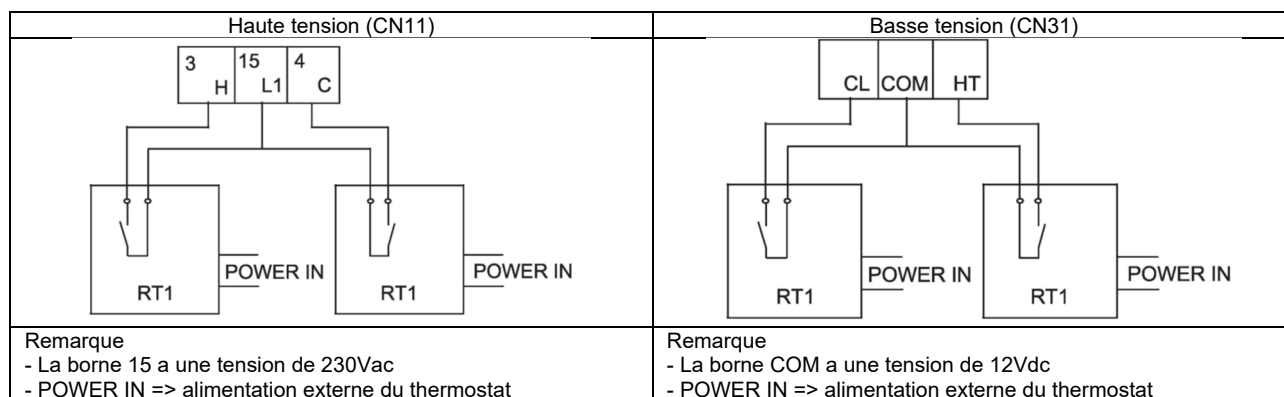 Haute tension (CN11)
3 15 4
H L1 C
POWER IN
RT1
POWER IN
RT1
Remarque
- La borne 15 a une tension de 230Vac
- POWER IN => alimentation externe du thermostat
Basse tension (CN31)
CL COM HT
POWER IN
RT1
POWER IN
RT1
Remarque
- La borne COM a une tension de 12Vdc
- POWER IN => alimentation externe du thermostat